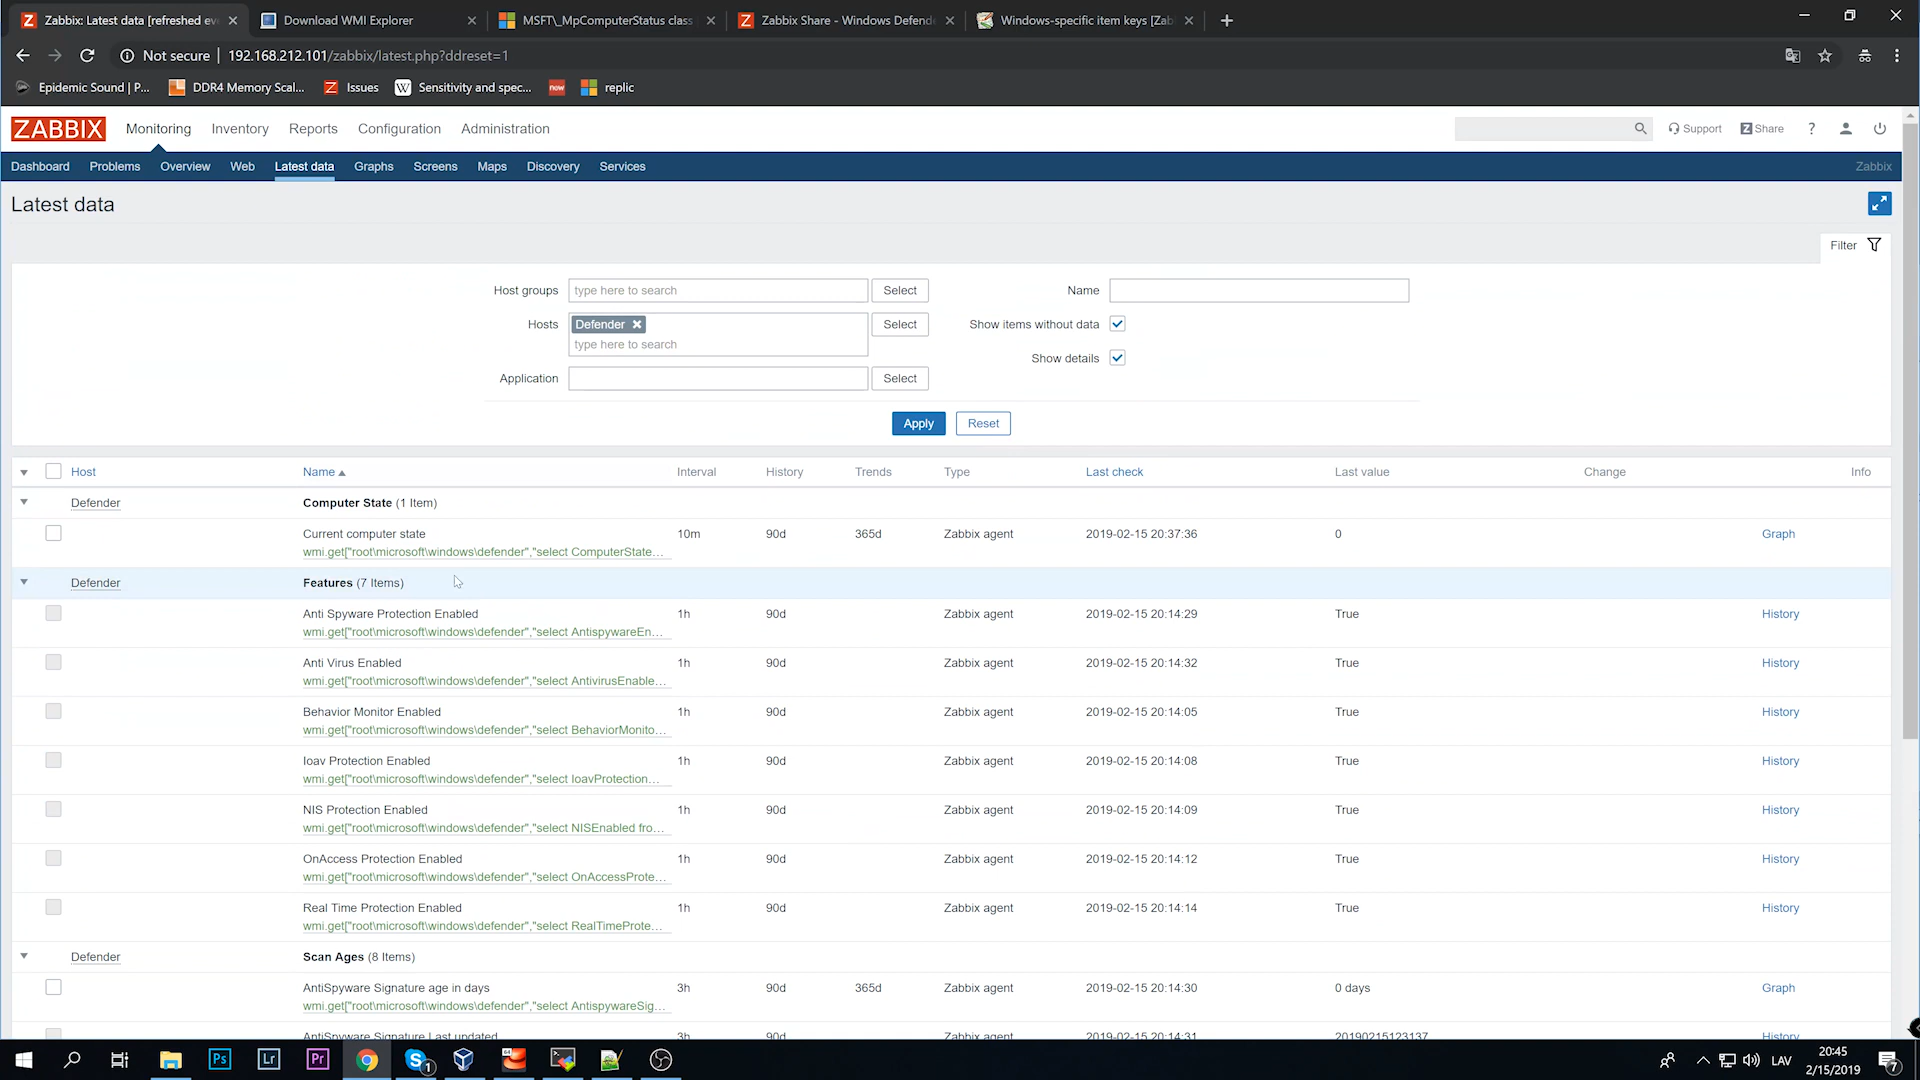 Zabbix: Latest data [refreshed eve
Download WMI Explorer
MSFT\_MpComputerStatus class
Zabbix Share - Windows Defende
Windows-specific item keys [Zab
Not secure
192.168.212.101/zabbix/latest.php?ddreset=1
Epidemic Sound | P...
DDR4 Memory Scal...
Issues
Sensitivity and spec...
now
replic
ZABBIX
Monitoring
Inventory
Reports
Configuration
Administration
Support
Share
?
Dashboard
Problems
Overview
Web
Latest data
Graphs
Screens
Maps
Discovery
Services
Zabbix
Latest data
Filter
Host groups
type here to search
Select
Name
Hosts
Defender
type here to search
Select
Show items without data
Show details
Application
Select
Apply
Reset
Host Name Interval History Trends Type Last check Last value Change Info
Defender Computer State (1 Item)
Current computer state 10m 90d 365d Zabbix agent 2019-02-15 20:37:36 0 Graph
wmi.get["root\microsoft\windows\defender","select ComputerState...
Defender Features (7 Items)
Anti Spyware Protection Enabled 1h 90d Zabbix agent 2019-02-15 20:14:29 True History
wmi.get["root\microsoft\windows\defender","select AntispywareEn...
Anti Virus Enabled 1h 90d Zabbix agent 2019-02-15 20:14:32 True History
wmi.get["root\microsoft\windows\defender","select AntivirusEnable...
Behavior Monitor Enabled 1h 90d Zabbix agent 2019-02-15 20:14:05 True History
wmi.get["root\microsoft\windows\defender","select BehaviorMonito...
Ioav Protection Enabled 1h 90d Zabbix agent 2019-02-15 20:14:08 True History
wmi.get["root\microsoft\windows\defender","select IoavProtection...
NIS Protection Enabled 1h 90d Zabbix agent 2019-02-15 20:14:09 True History
wmi.get["root\microsoft\windows\defender","select NISEnabled fro...
OnAccess Protection Enabled 1h 90d Zabbix agent 2019-02-15 20:14:12 True History
wmi.get["root\microsoft\windows\defender","select OnAccessProte...
Real Time Protection Enabled 1h 90d Zabbix agent 2019-02-15 20:14:14 True History
wmi.get["root\microsoft\windows\defender","select RealTimeProte...
Defender Scan Ages (8 Items)
AntiSpyware Signature age in days 3h 90d 365d Zabbix agent 2019-02-15 20:14:30 0 days Graph
wmi.get["root\microsoft\windows\defender","select AntispywareSig...
AntiSpyware Signature Last updated 3h 90d Zabbix agent 2019-02-15 20:14:31 20190215123137 History
Ps
Lr
Pr
1
LAV
20:45
2/15/2019
7